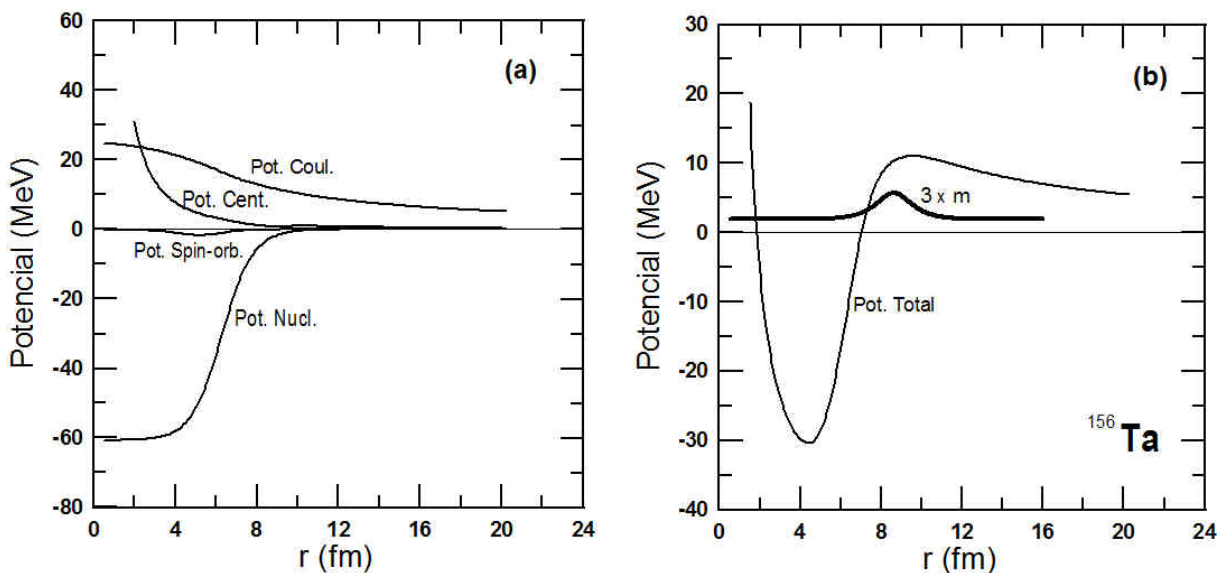 60
40
20
0
-20
-40
-60
-80
0
4
8
12
16
20
24
Potencial (MeV)
r (fm)
(a)
Pot. Coul.
Pot. Cent.
Pot. Spin-orb.
Pot. Nucl.
30
20
10
0
-10
-20
-30
-40
0
4
8
12
16
20
24
Potencial (MeV)
r (fm)
(b)
3 x m
Pot. Total
156Ta